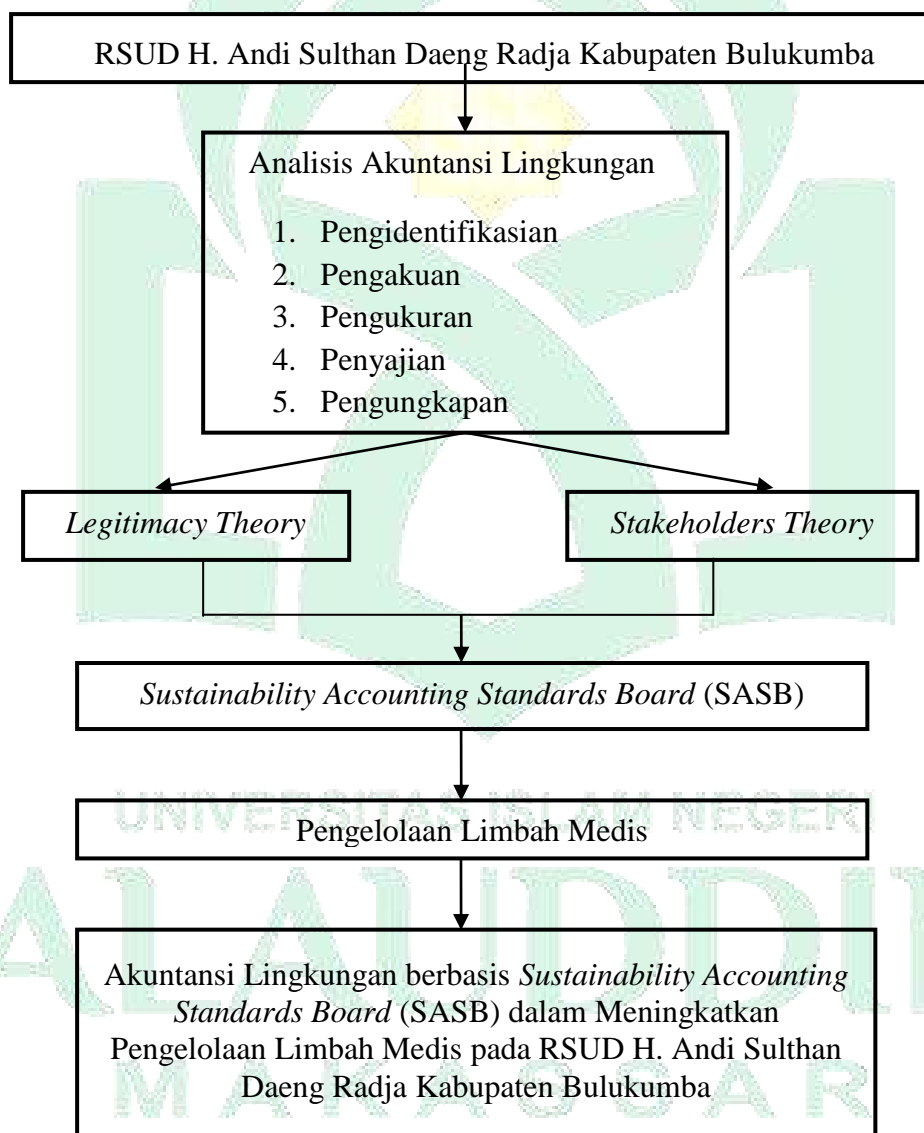 RSUD H. Andi Sulthan Daeng Radja Kabupaten Bulukumba
Analisis Akuntansi Lingkungan
1. Pengidentifikasian
2. Pengakuan
3. Pengukuran
4. Penyajian
5. Pengungkapan
Legitimacy Theory
Stakeholders Theory
Sustainability Accounting Standards Board (SASB)
UNIVERSITAS ISLAM NEGERI
Pengelolaan Limbah Medis
ALAUDDIN
Akuntansi Lingkungan berbasis Sustainability Accounting
Standards Board (SASB) dalam Meningkatkan
Pengelolaan Limbah Medis pada RSUD H. Andi Sulthan
Daeng Radja Kabupaten Bulukumba
MAKASSAR